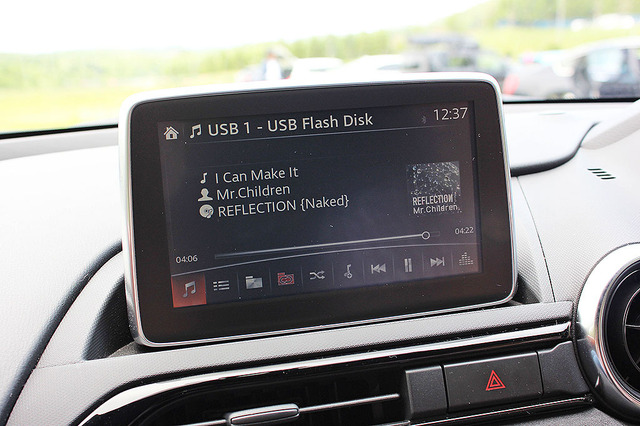 USB 1 - USB Flash Disk 12:37
I Can Make It
Mr.Children
REFLECTION {Naked}
REFLECTION
Mr.Children
04:06 04:22